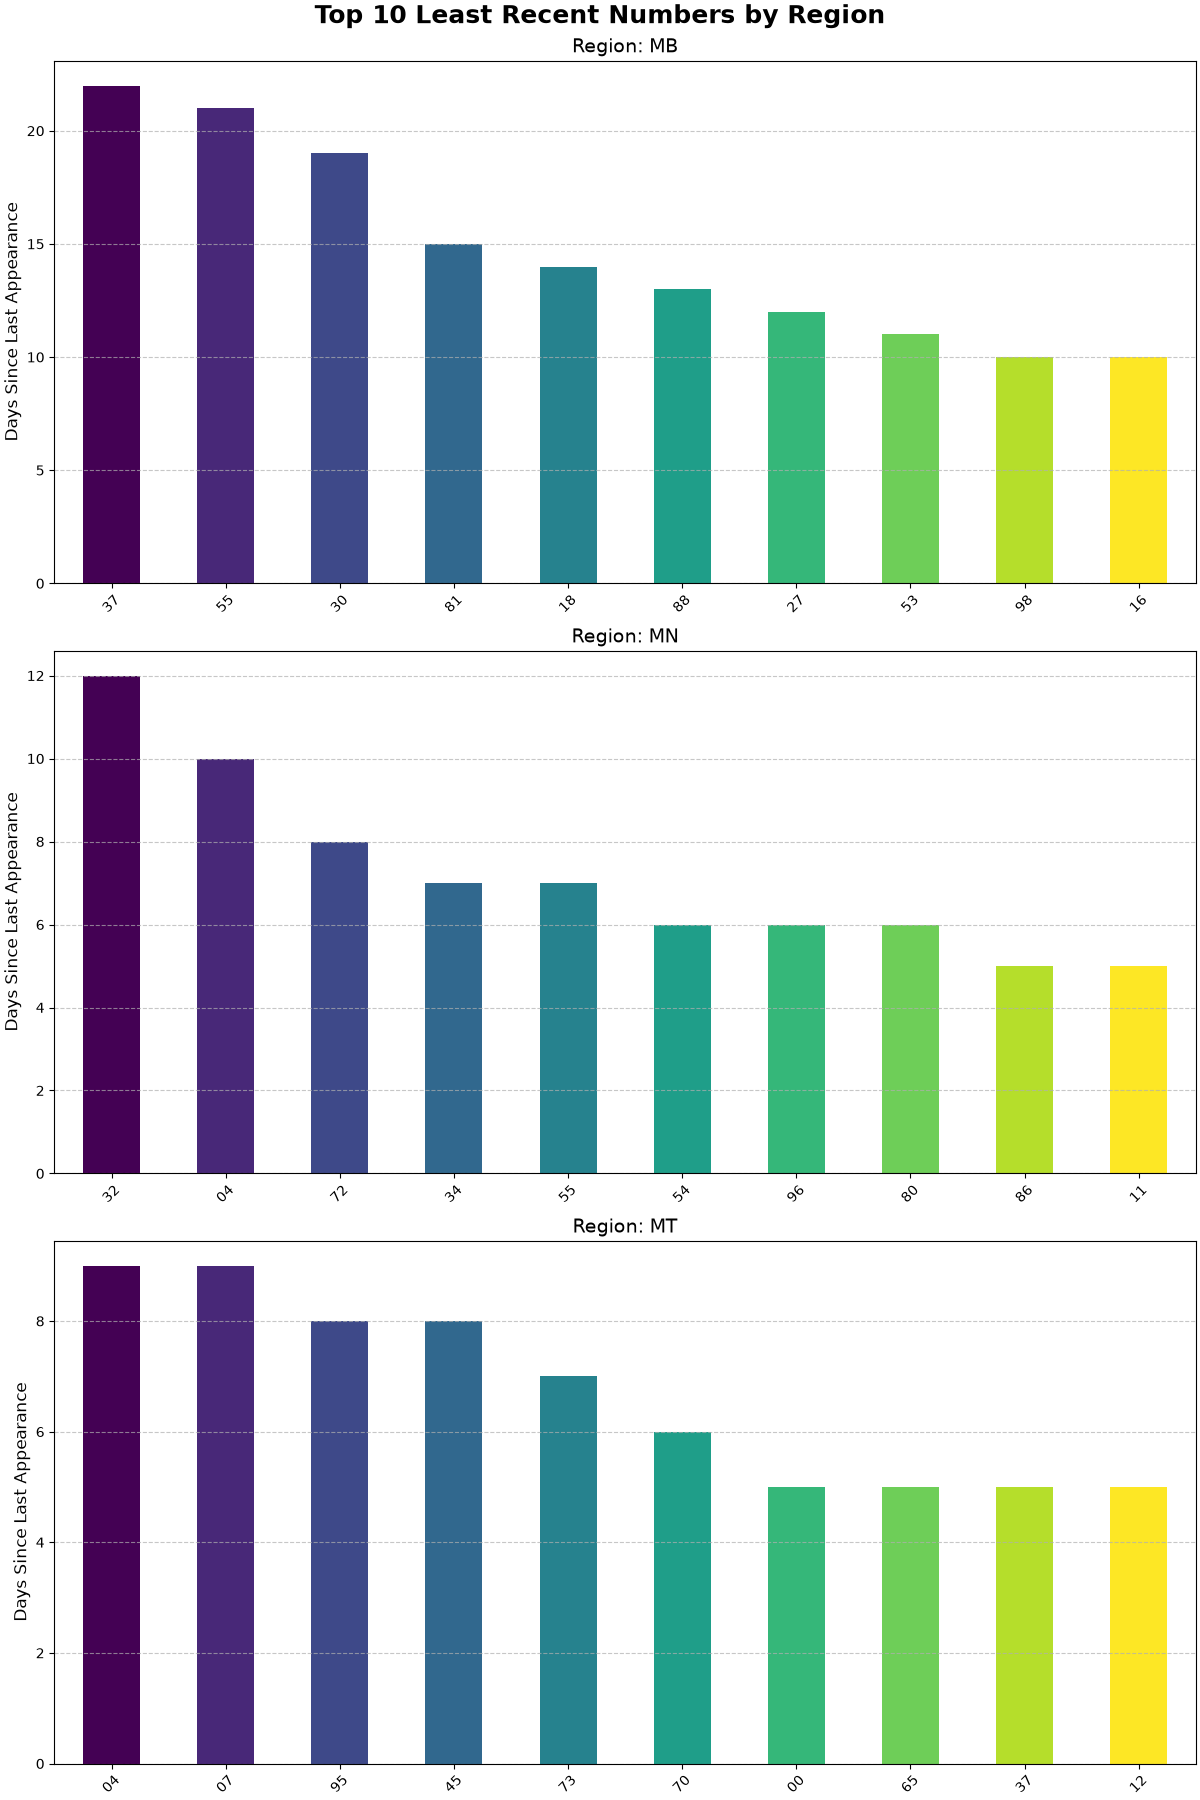 Top 10 Least Recent Numbers by Region
Region: MB
Days Since Last Appearance
20
15
10
5
0
37 55 30 81 18 88 27 53 98 16
Region: MN
Days Since Last Appearance
12
10
8
6
4
2
0
32 04 72 34 55 54 96 80 86 11
Region: MT
Days Since Last Appearance
8
6
4
2
0
04 07 95 45 73 70 00 65 37 12